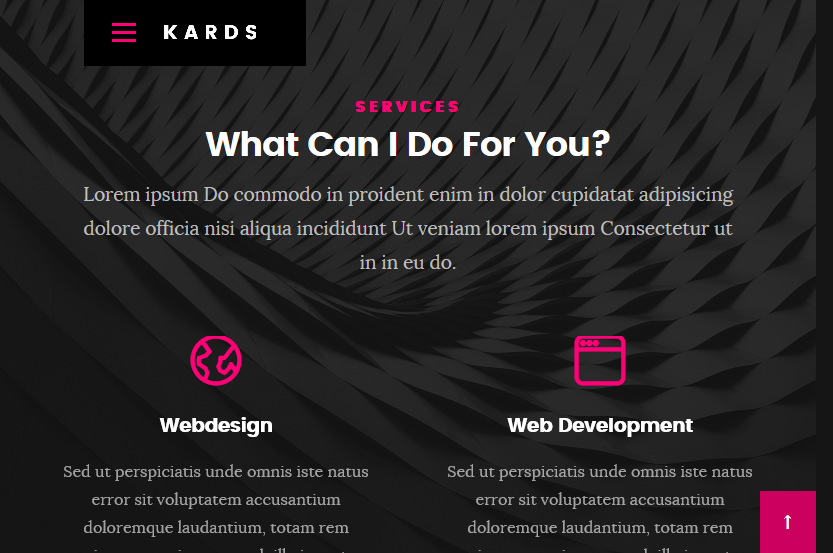 KARDS
SERVICES
What Can I Do For You?
Lorem ipsum Do commodo in proident enim in dolor cupidatat adipisicing
dolore officia nisi aliqua incididunt Ut veniam lorem ipsum Consectetur ut
in in eu do.
Webdesign
Sed ut perspiciatis unde omnis iste natus
error sit voluptatem accusantium
doloremque laudantium, totam rem
Web Development
Sed ut perspiciatis unde omnis iste natus
error sit voluptatem accusantium
doloremque laudantium, totam rem